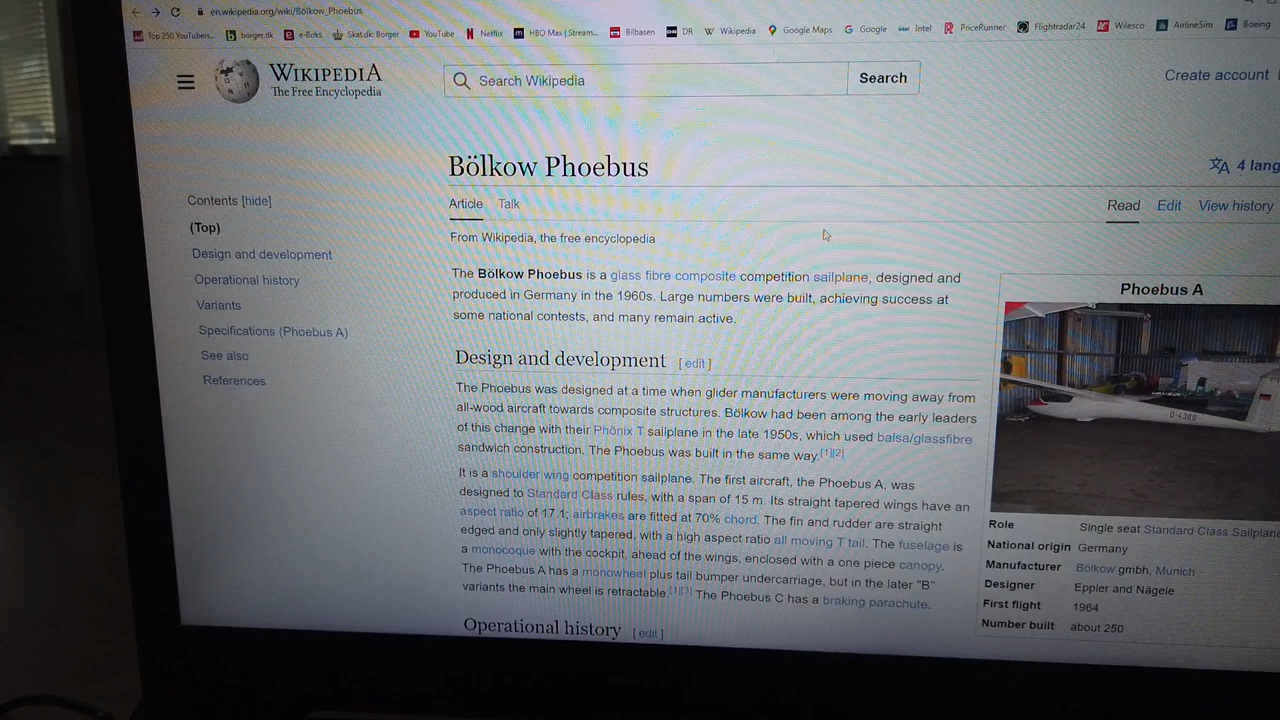 en.wikipedia.org/wiki/Bölkow_Phoebus
Top 250 YouTubers... borger.dk e-Boks Skat.dk: Borger YouTube Netflix HBO Max | Stream... Bilbasen DR Wikipedia Google Maps Google Intel PriceRunner Flightradar24 Wilesco AirlineSim Boeing
WIKIPEDIA
The Free Encyclopedia
Search Wikipedia
Search
Create account
Bölkow Phoebus
4 lang
Contents [hide]
(Top)
Design and development
Operational history
Variants
Specifications (Phoebus A)
See also
References
Article Talk
Read Edit View history
From Wikipedia, the free encyclopedia
The Bölkow Phoebus is a glass fibre composite competition sailplane, designed and
produced in Germany in the 1960s. Large numbers were built, achieving success at
some national contests, and many remain active.
Design and development [ edit ]
The Phoebus was designed at a time when glider manufacturers were moving away from
all-wood aircraft towards composite structures. Bölkow had been among the early leaders
of this change with their Phönix T sailplane in the late 1950s, which used balsa/glassfibre
sandwich construction. The Phoebus was built in the same way.[1][2]
It is a shoulder wing competition sailplane. The first aircraft, the Phoebus A, was
designed to Standard Class rules, with a span of 15 m. Its straight tapered wings have an
aspect ratio of 17.1; airbrakes are fitted at 70% chord. The fin and rudder are straight
edged and only slightly tapered, with a high aspect ratio all moving T tail. The fuselage is
a monocoque with the cockpit, ahead of the wings, enclosed with a one piece canopy.
The Phoebus A has a monowheel plus tail bumper undercarriage, but in the later "B"
variants the main wheel is retractable.[1][3] The Phoebus C has a braking parachute.
Operational history [ edit ]
Phoebus A
D-4386
Role Single seat Standard Class Sailplane
National origin Germany
Manufacturer Bölkow gmbh, Munich
Designer Eppler and Nägele
First flight 1964
Number built about 250